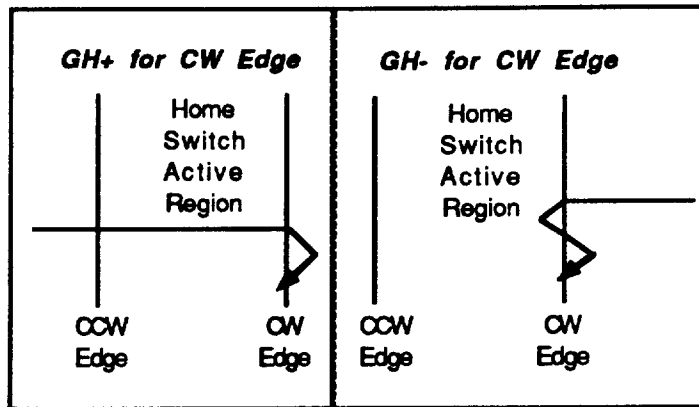 GH+ for CW Edge
Home
Switch
Active
Region
CCW
Edge
CW
Edge
GH- for CW Edge
Home
Switch
Active
Region
CCW
Edge
CW
Edge